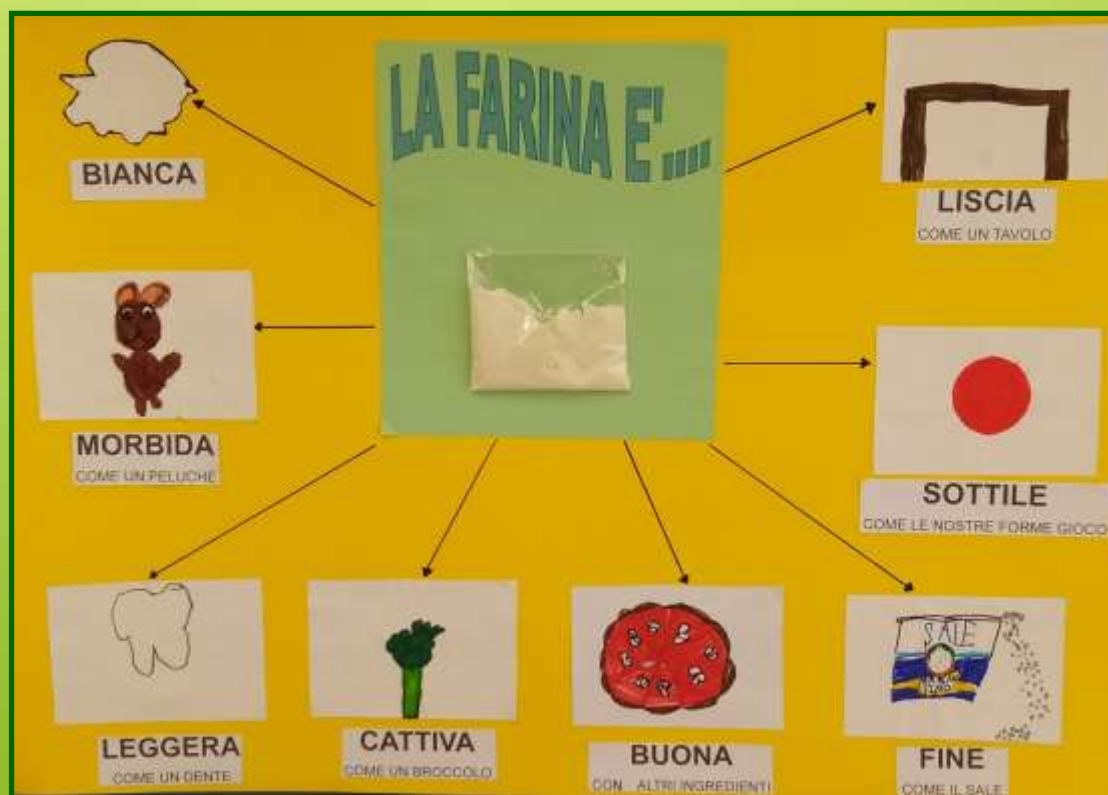 LA FARINA E'....
BIANCA
LISCIA
COME UN TAVOLO
MORBIDA
COME UN PELUCHE
SOTTILE
COME LE NOSTRE FORME GIOCO
LEGGERA
COME UN DENTE
CATTIVA
COME UN BROCCOLO
BUONA
CON... ALTRI INGREDIENTI
SALE
FINE
COME IL SALE